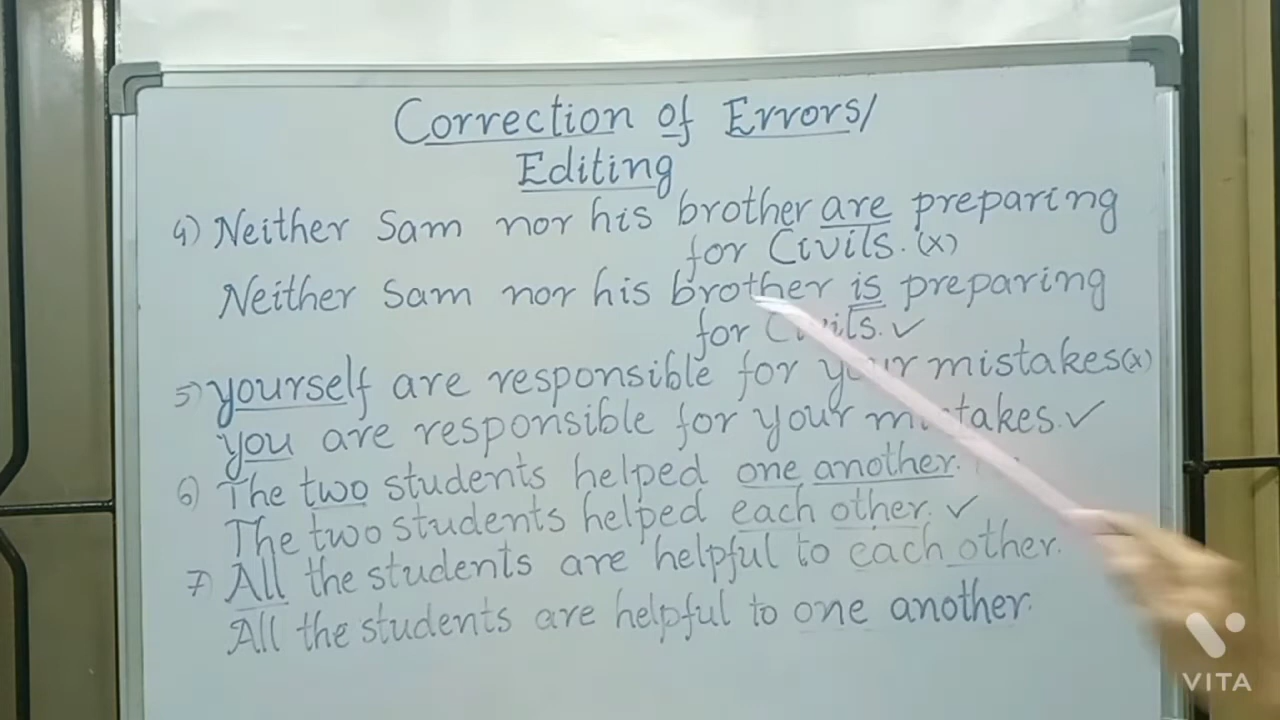 Correction of Errors/
Editing
4) Neither Sam nor his brother are preparing
for Civils. (x)
Neither Sam nor his brother is preparing
for Civils. ✓
5) yourself are responsible for your mistakes(x)
you are responsible for your mistakes. ✓
6) The two students helped one another.
The two students helped each other. ✓
7) All the students are helpful to each other.
All the students are helpful to one another.
VITA